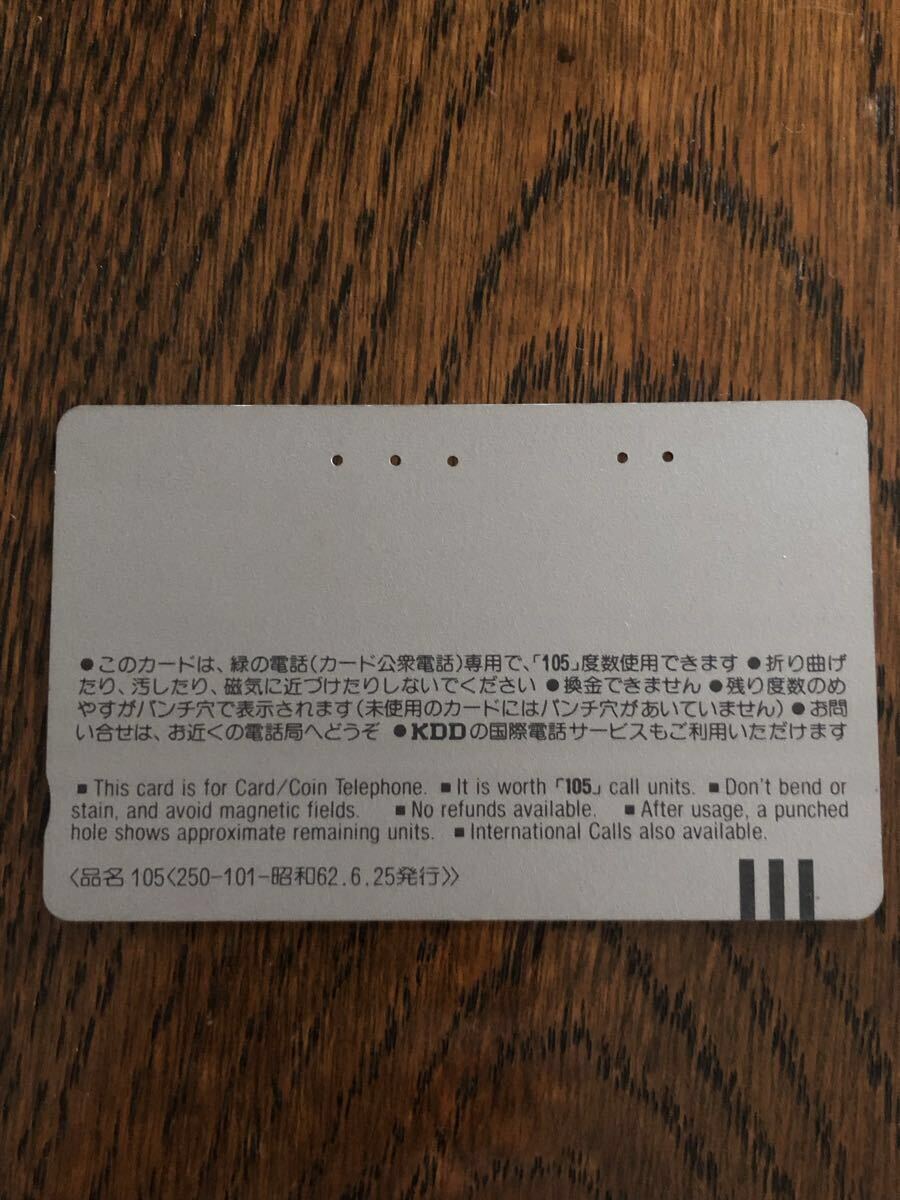 ●このカードは、緑の電話(カード公衆電話)専用で、｢105｣度数使用できます ●折り曲げ
たり、汚したり、磁気に近づけたりしないでください ●換金できません ●残り度数のめ
やすがパンチ穴で表示されます(未使用のカードにはパンチ穴があいていません) ●お問
い合せは、お近くの電話局へどうぞ ●KDDの国際電話サービスもご利用いただけます
■ This card is for Card/Coin Telephone. ■ It is worth ｢105｣ call units. ■ Don't bend or
stain, and avoid magnetic fields. ■ No refunds available. ■ After usage, a punched
hole shows approximate remaining units. ■ International Calls also available.
〈品名 105〈250-101-昭和62.6.25発行〉〉